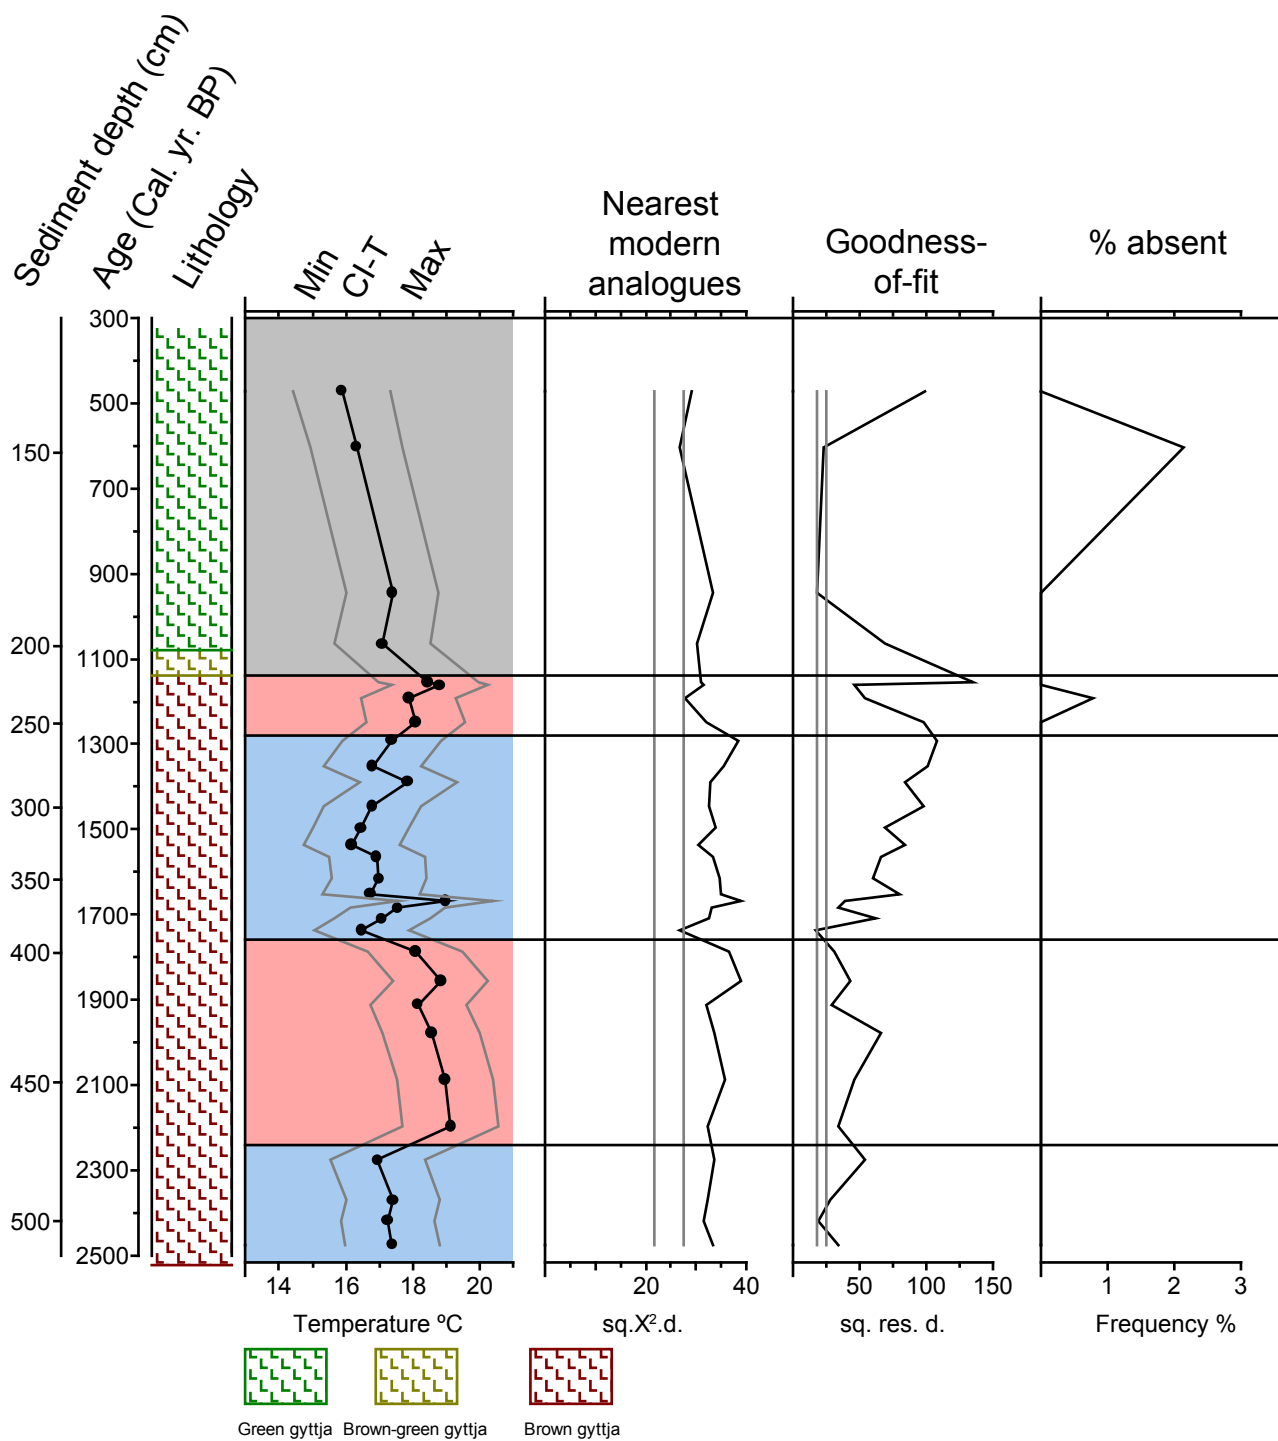 Sediment depth (cm)
Age (Cal. yr. BP)
Lithology
Min
CI-T
Max
Nearest
modern
analogues
Goodness-
of-fit
% absent
300
500
150
700
900
200
1100
250
1300
300
1500
350
1700
400
1900
450
2100
2300
500
2500
14 16 18 20
20 40
50 100 150
1 2 3
Temperature ºC
sq.X².d.
sq. res. d.
Frequency %
Green gyttja
Brown-green gyttja
Brown gyttja